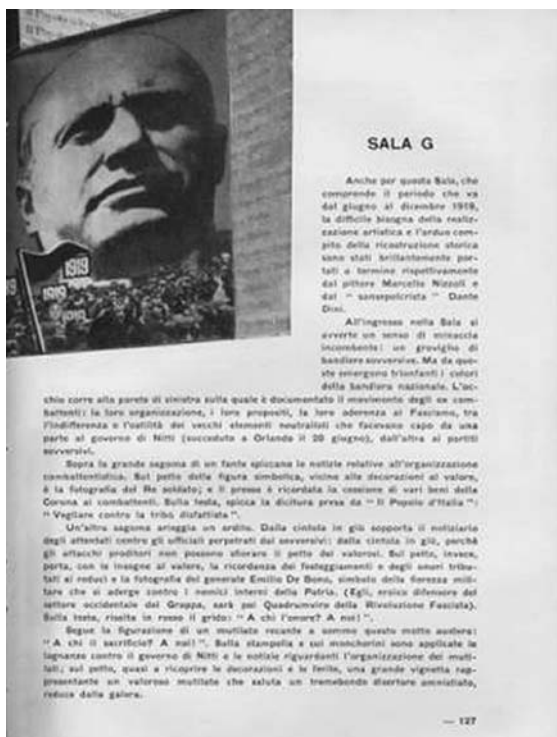 1919
1919
1919
1919
SALA G
Anche per questa Sala, che
comprende il periodo che va
dal giugno al dicembre 1919,
la difficile bisogna della realiz-
zazione artistica e l'arduo com-
pito della ricostruzione storica
sono stati brillantemente por-
tati a termine rispettivamente
dal pittore Marcello Nizzoli e
dal "sansepolcrista" Dante
Dini.
All'ingresso nella Sala si
avverte un senso di minaccia
incombente: un groviglio di
bandiere sovversive. Ma da que-
ste emergono trionfanti i colori
della bandiera nazionale. L'oc-
chio corre alla parete di sinistra sulla quale è documentato il movimento degli ex com-
battenti: la loro organizzazione, i loro propositi, la loro aderenza al Fascismo, tra
l'indifferenza e l'ostilità dei vecchi elementi neutralisti che facevano capo da una
parte al governo di Nitti (succeduto a Orlando il 20 giugno), dall'altra ai partiti
sovversivi.
Sopra la grande sagoma di un fante spiccano le notizie relative all'organizzazione
combattentistica. Sul petto della figura simbolica, vicino alle decorazioni al valore,
è la fotografia del Re soldato; e lì presso è ricordata la cessione di vari beni della
Corona ai combattenti. Sulla testa, spicca la dicitura presa da "Il Popolo d'Italia":
"Vegliare contro la tribù disfattista".
Un'altra sagoma arieggia un ardito. Dalla cintola in giù sopporta il notiziario
degli attentati contro gli ufficiali perpetrati dai sovversivi: dalla cintola in giù, perchè
gli attacchi proditori non possono sfiorare il petto dei valorosi. Sul petto, invece,
porta, con le insegne al valore, la ricordanza dei festeggiamenti e degli onori tribu-
tati ai reduci e la fotografia del generale Emilio De Bono, simbolo della fierezza mili-
tare che si aderge contro i nemici interni della Patria. (Egli, eroico difensore del
settore occidentale del Grappa, sarà poi Quadrumviro della Rivoluzione Fascista).
Sulla testa, risalta in rosso il grido: "A chi l'onore? A noi!".
Segue la figurazione di un mutilato recante a sommo questo motto austero:
"A chi il sacrificio? A noi!". Sulla stampella e sui moncherini sono applicate le
lagnanze contro il governo di Nitti e le notizie riguardanti l'organizzazione dei muti-
lati; sul petto, quasi a ricoprire le decorazioni e le ferite, una grande vignetta rap-
presentante un valoroso mutilato che saluta un tremebondo disertore amnistiato,
reduce dalla galera.
— 127